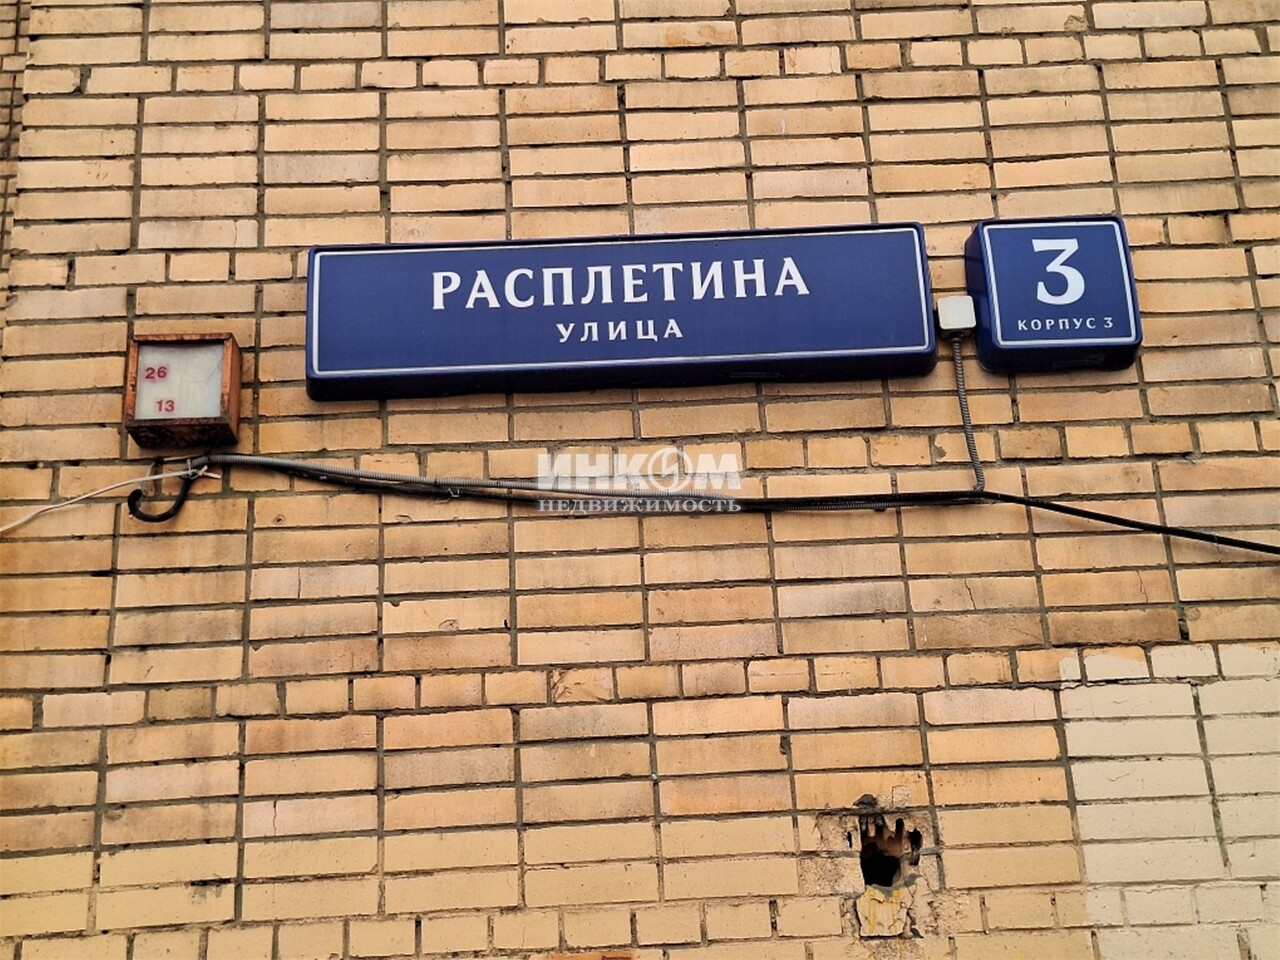 РАСПЛЕТИНА
УЛИЦА
3
КОРПУС 3
26
13
ИНКОМ
НЕДВИЖИМОСТЬ